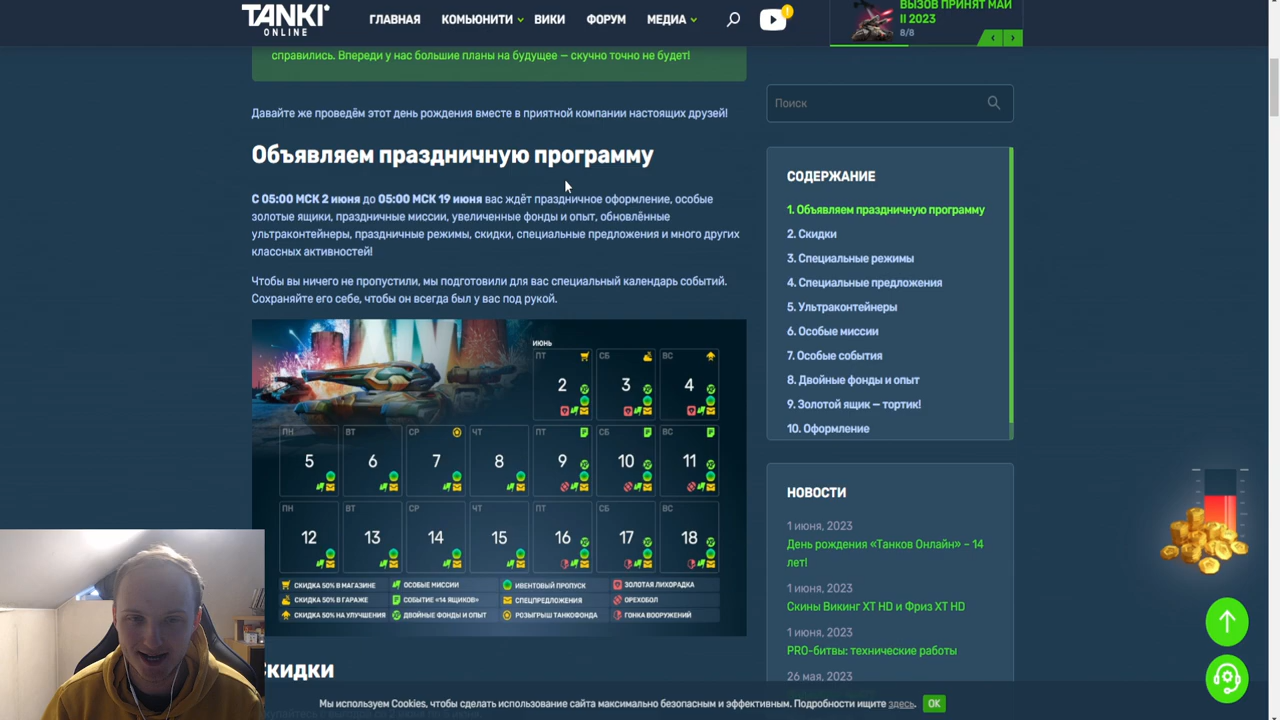 TANKI
ONLINE
ГЛАВНАЯ
КОМЬЮНИТИ
ВИКИ
ФОРУМ
МЕДИА
ВЫЗОВ ПРИНЯТ МАЙ
II 2023
8/8
справились. Впереди у нас большие планы на будущее — скучно точно не будет!
Давайте же проведём этот день рождения вместе в приятной компании настоящих друзей!
Объявляем праздничную программу
С 05:00 МСК 2 июня до 05:00 МСК 19 июня вас ждёт праздничное оформление, особые
золотые ящики, праздничные миссии, увеличенные фонды и опыт, обновлённые
ультраконтейнеры, праздничные режимы, скидки, специальные предложения и много других
классных активностей!
Чтобы вы ничего не пропустили, мы подготовили для вас специальный календарь событий.
Сохраняйте его себе, чтобы он всегда был у вас под рукой.
ИЮНЬ
ПТ СБ ВС
2 3 4
ПН ВТ СР ЧТ ПТ СБ ВС
5 6 7 8 9 10 11
ПН ВТ СР ЧТ ПТ СБ ВС
12 13 14 15 16 17 18
СКИДКА 50% В МАГАЗИНЕ
ОСОБЫЕ МИССИИ
ИВЕНТОВЫЙ ПРОПУСК
ЗОЛОТАЯ ЛИХОРАДКА
СКИДКА 50% В ГАРАЖЕ
СОБЫТИЕ «14 ЯЩИКОВ»
СПЕЦПРЕДЛОЖЕНИЯ
ОРЕХОБОЛ
СКИДКА 50% НА УЛУЧШЕНИЯ
ДВОЙНЫЕ ФОНДЫ И ОПЫТ
РОЗЫГРЫШ ТАНКОФОНДА
ГОНКА ВООРУЖЕНИЙ
Скидки
Поиск
СОДЕРЖАНИЕ
1. Объявляем праздничную программу
2. Скидки
3. Специальные режимы
4. Специальные предложения
5. Ультраконтейнеры
6. Особые миссии
7. Особые события
8. Двойные фонды и опыт
9. Золотой ящик — тортик!
10. Оформление
НОВОСТИ
1 июня, 2023
День рождения «Танков Онлайн» – 14
лет!
1 июня, 2023
Скины Викинг XT HD и Фриз XT HD
1 июня, 2023
PRO-битвы: технические работы
26 мая, 2023
Мы используем Cookies, чтобы сделать использование сайта максимально безопасным и эффективным. Подробности ищите здесь.
OK